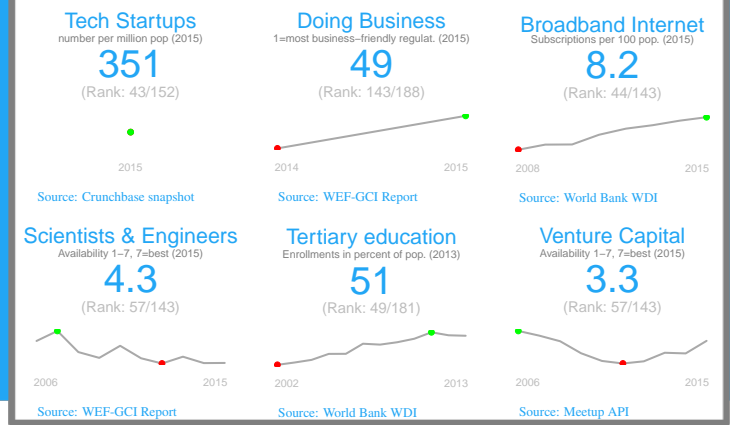 Tech Startups
number per million pop (2015)
351
(Rank: 43/152)
2015
Source: Crunchbase snapshot
Doing Business
1=most business−friendly regulat. (2015)
49
(Rank: 143/188)
2014 2015
Source: WEF-GCI Report
Broadband Internet
Subscriptions per 100 pop. (2015)
8.2
(Rank: 44/143)
2008 2015
Source: World Bank WDI
Scientists & Engineers
Availability 1−7, 7=best (2015)
4.3
(Rank: 57/143)
2006 2015
Source: WEF-GCI Report
Tertiary education
Enrollments in percent of pop. (2013)
51
(Rank: 49/181)
2002 2013
Source: World Bank WDI
Venture Capital
Availability 1−7, 7=best (2015)
3.3
(Rank: 57/143)
2006 2015
Source: Meetup API